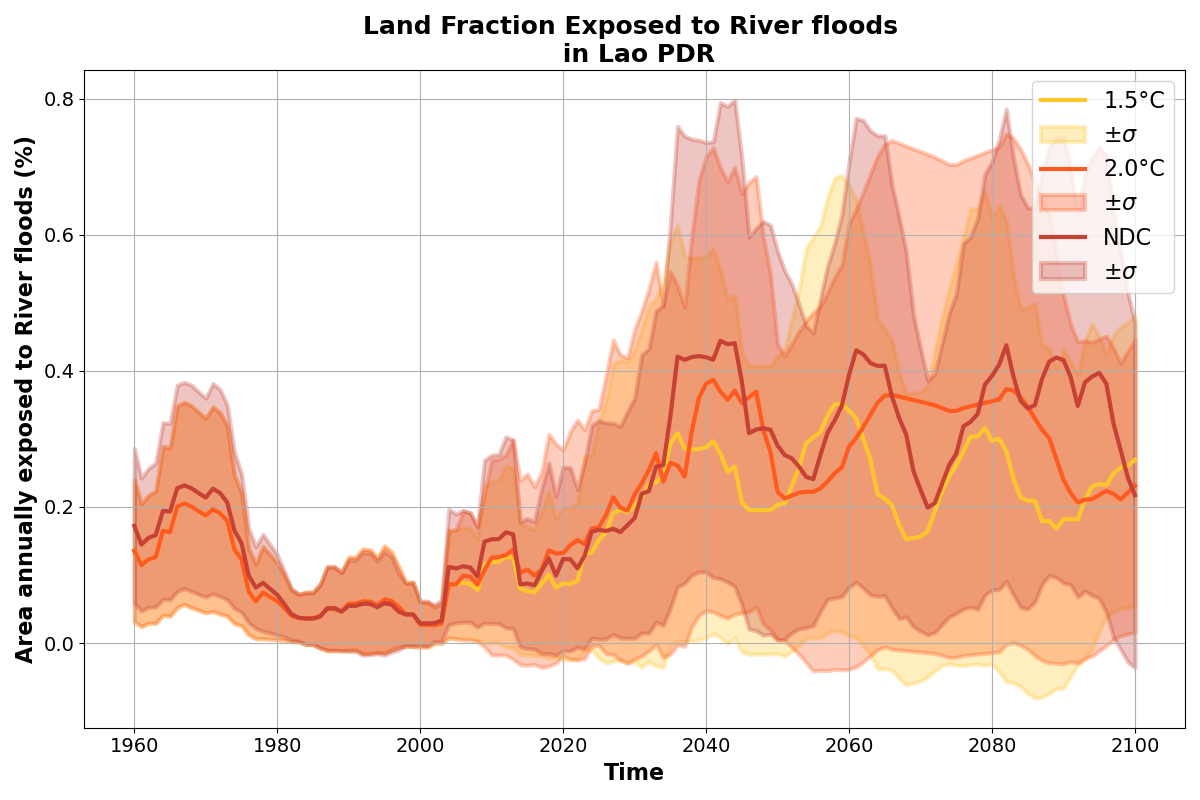 Land Fraction Exposed to River floods
in Lao PDR
Area annually exposed to River floods (%)
0.8
0.6
0.4
0.2
0.0
1.5°C
±σ
2.0°C
±σ
NDC
±σ
1960 1980 2000 2020 2040 2060 2080 2100
Time